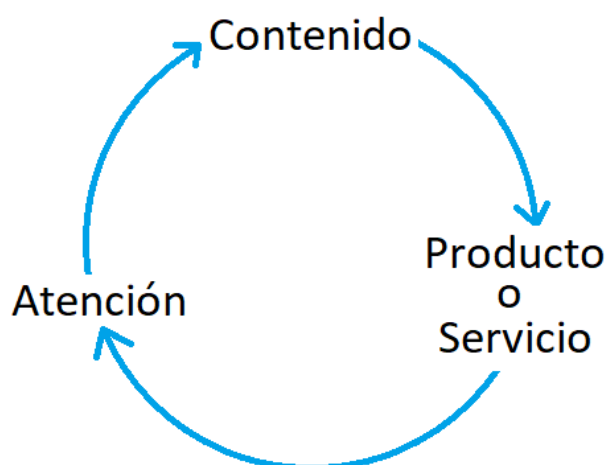 Contenido
Producto
o
Servicio
Atención